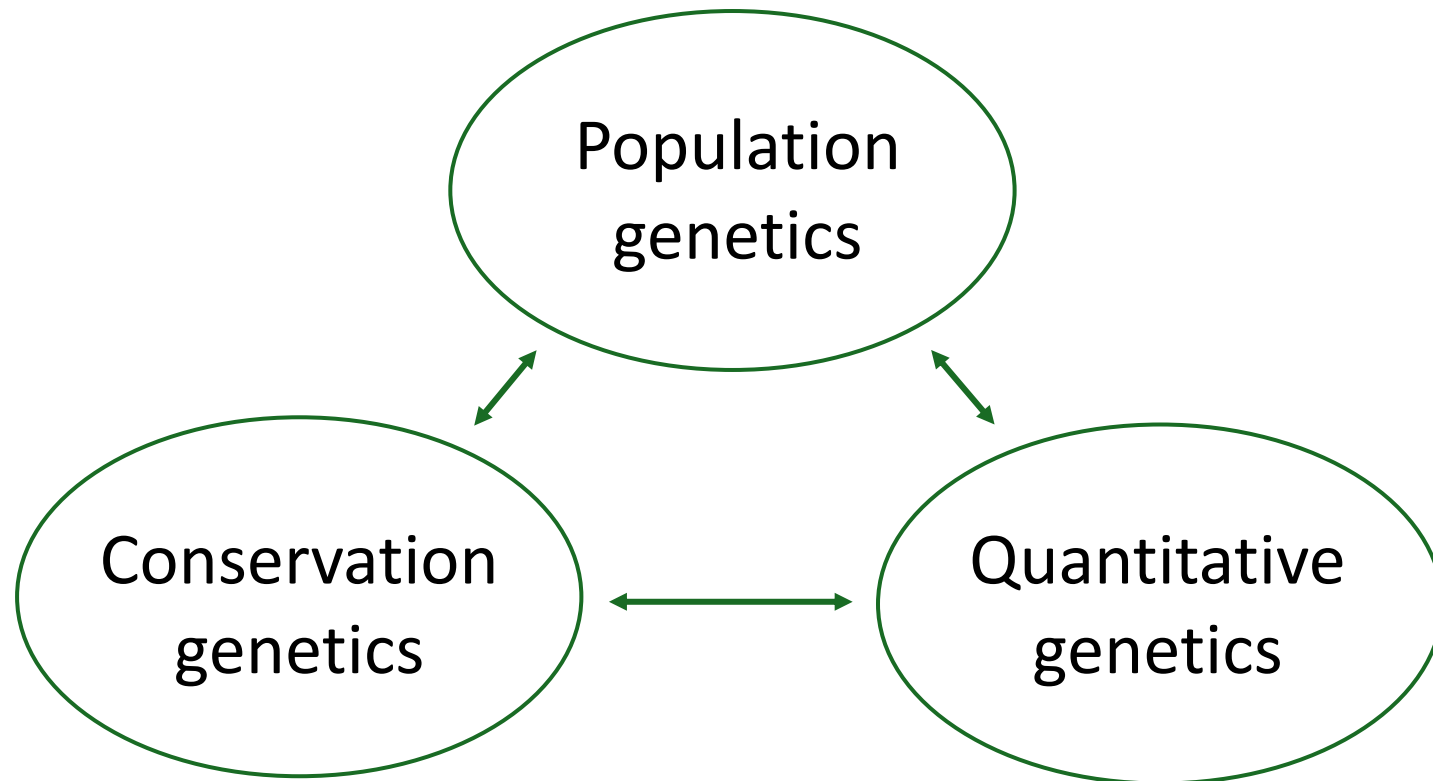 Population
genetics
Conservation
genetics
Quantitative
genetics